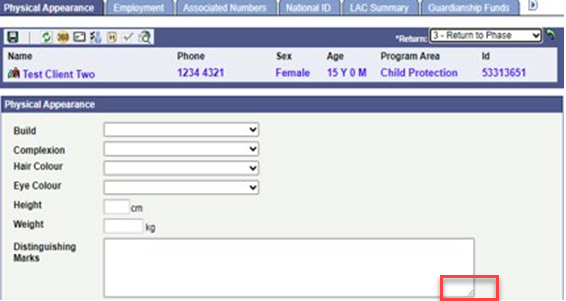 Physical Appearance Employment Associated Numbers National ID LAC Summary Guardianship Funds
*Return: 3 - Return to Phase
Name Phone Sex Age Program Area Id
Test Client Two 1234 4321 Female 15 Y 0 M Child Protection 53313651
Physical Appearance
Build
Complexion
Hair Colour
Eye Colour
Height cm
Weight kg
Distinguishing
Marks